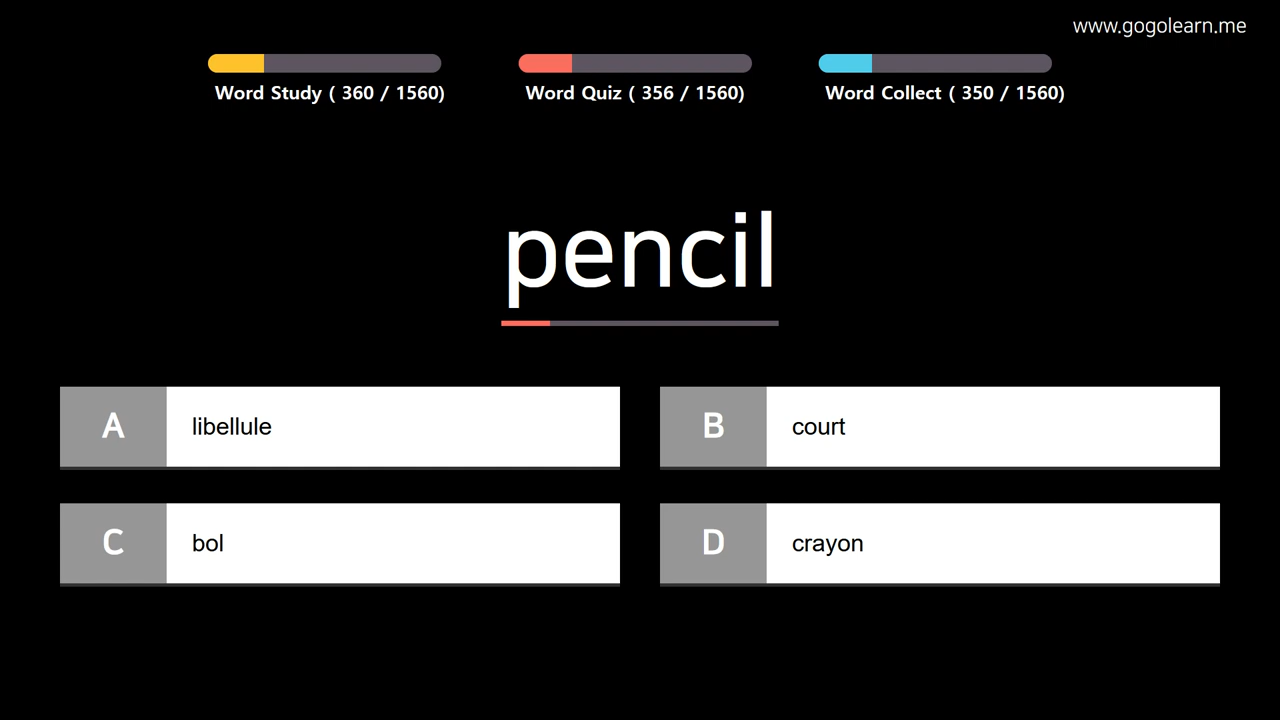 www.gogolearn.me
Word Study ( 360 / 1560)
Word Quiz ( 356 / 1560)
Word Collect ( 350 / 1560)
pencil
A
libellule
B
court
C
bol
D
crayon